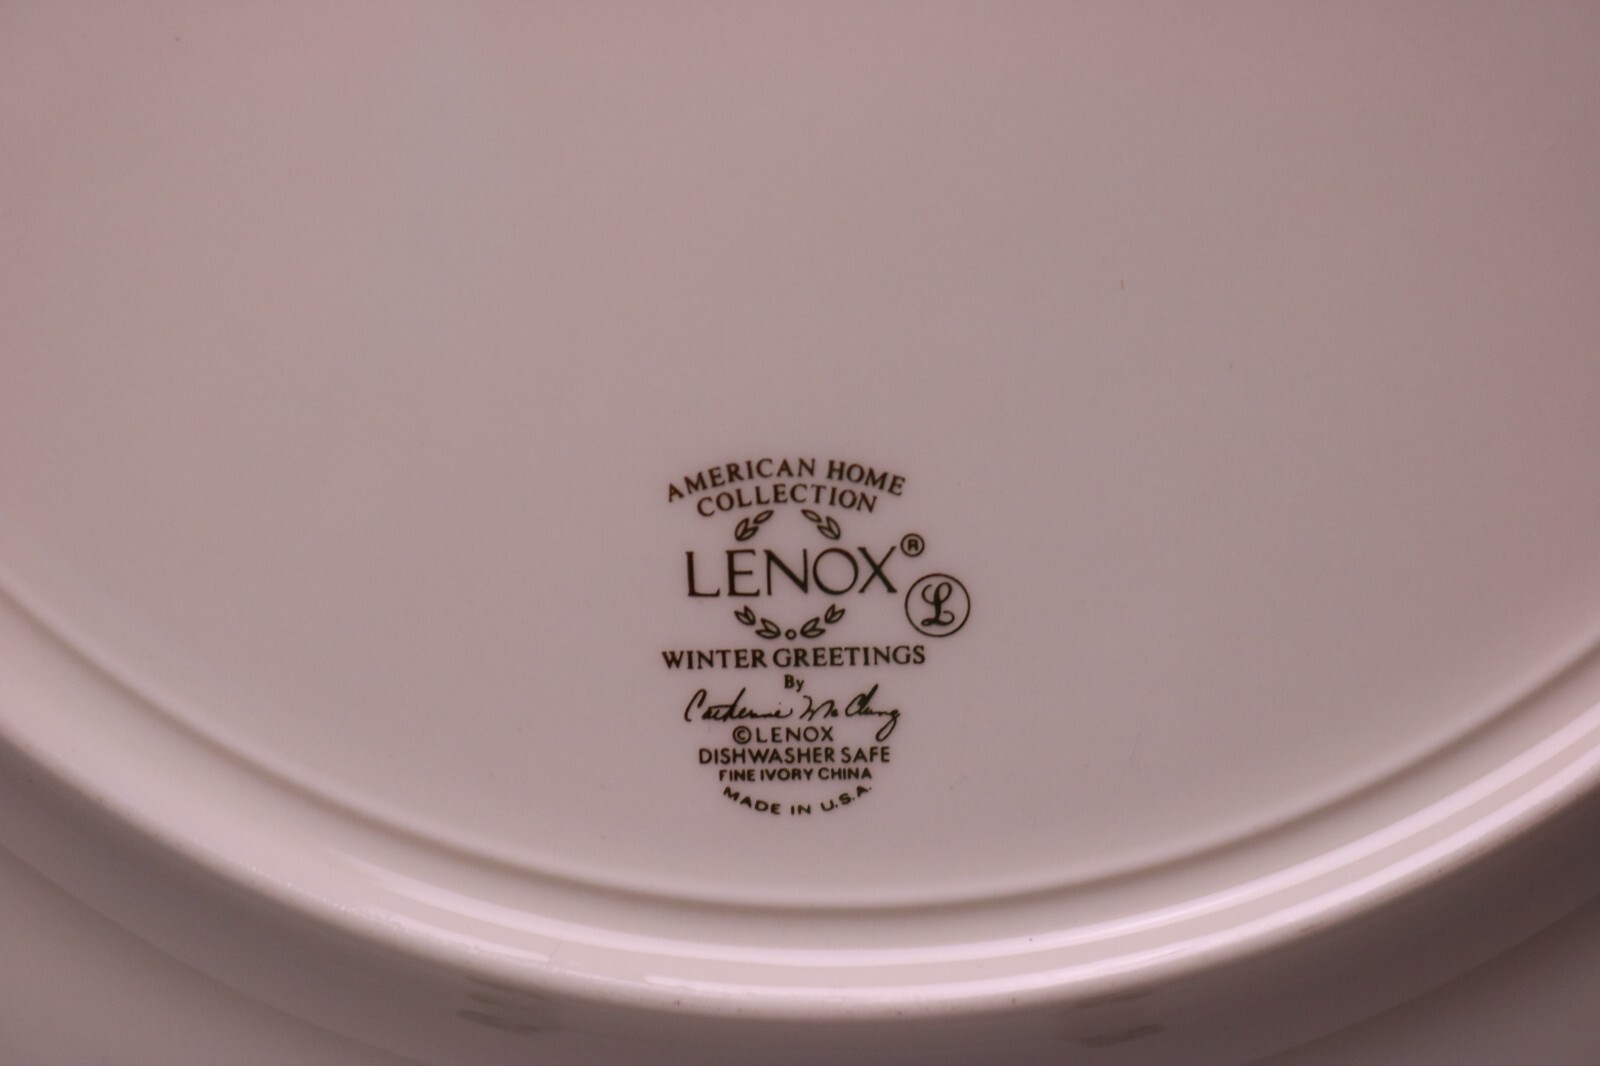 AMERICAN HOME
COLLECTION
LENOX®
L
WINTER GREETINGS
By
Catherine McClung
©LENOX
DISHWASHER SAFE
FINE IVORY CHINA
MADE IN U.S.A.